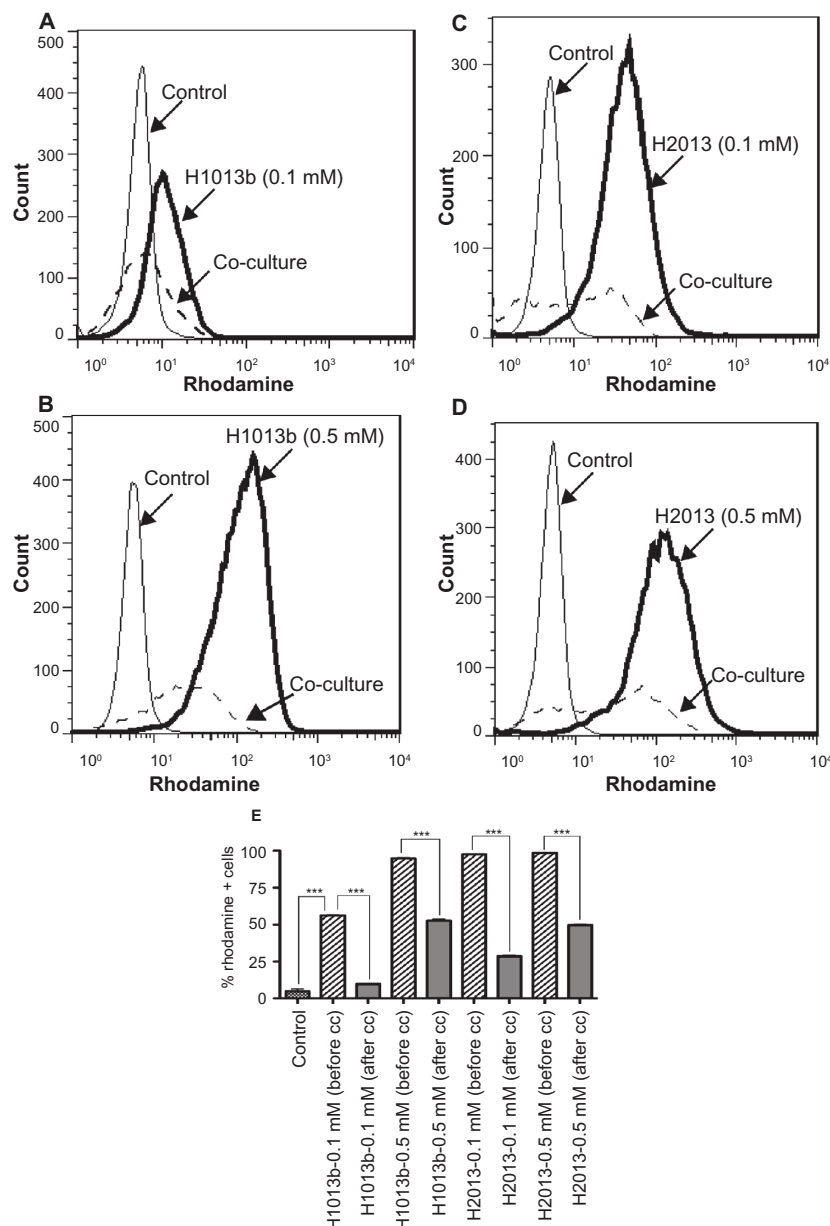 A
500
400
300
200
100
0
Count
Control
H1013b (0.1 mM)
Co-culture
10⁰ 10¹ 10² 10³ 10⁴
Rhodamine
C
300
200
100
0
Count
Control
H2013 (0.1 mM)
Co-culture
10⁰ 10¹ 10² 10³ 10⁴
Rhodamine
B
500
400
300
200
100
0
Count
H1013b (0.5 mM)
Control
Co-culture
10⁰ 10¹ 10² 10³ 10⁴
Rhodamine
D
400
300
200
100
0
Count
Control
H2013 (0.5 mM)
Co-culture
10⁰ 10¹ 10² 10³ 10⁴
Rhodamine
E
% rhodamine + cells
100
75
50
25
0
*** *** *** *** ***
Control
H1013b-0.1 mM (before cc)
H1013b-0.1 mM (after cc)
H1013b-0.5 mM (before cc)
H1013b-0.5 mM (after cc)
H2013-0.1 mM (before cc)
H2013-0.1 mM (after cc)
H2013-0.5 mM (before cc)
H2013-0.5 mM (after cc)